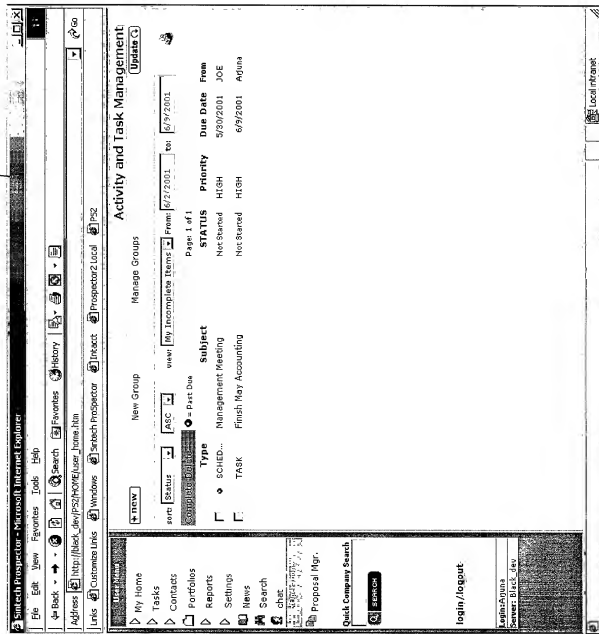 Sintech Prospector - Microsoft Internet Explorer
File Edit View Favorites Tools Help
Back Search Favorites History
Address http://black_dev/PS2/HOME/user_home.htm Go
Links Customize Links Windows Sintech ProSpector Intacct Prospector2 Local PS2
User Menu
My Home
Tasks
Contacts
Portfolios
Reports
Settings
News
Search
chat
Proposal Mgr.
Quick Company Search
SEARCH
login/logout
Login:Arjuna
Server: Black_dev
Activity and Task Management
+ new New Group Manage Groups Update
sort: Status ASC view: My Incomplete Items From: 6/2/2001 to: 6/9/2001
= Past Due Page: 1 of 1
Type Subject STATUS Priority Due Date From
SCHED... Management Meeting Not Started HIGH 5/30/2001 JOE
TASK Finish May Accounting Not Started HIGH 6/9/2001 Arjuna
Local intranet